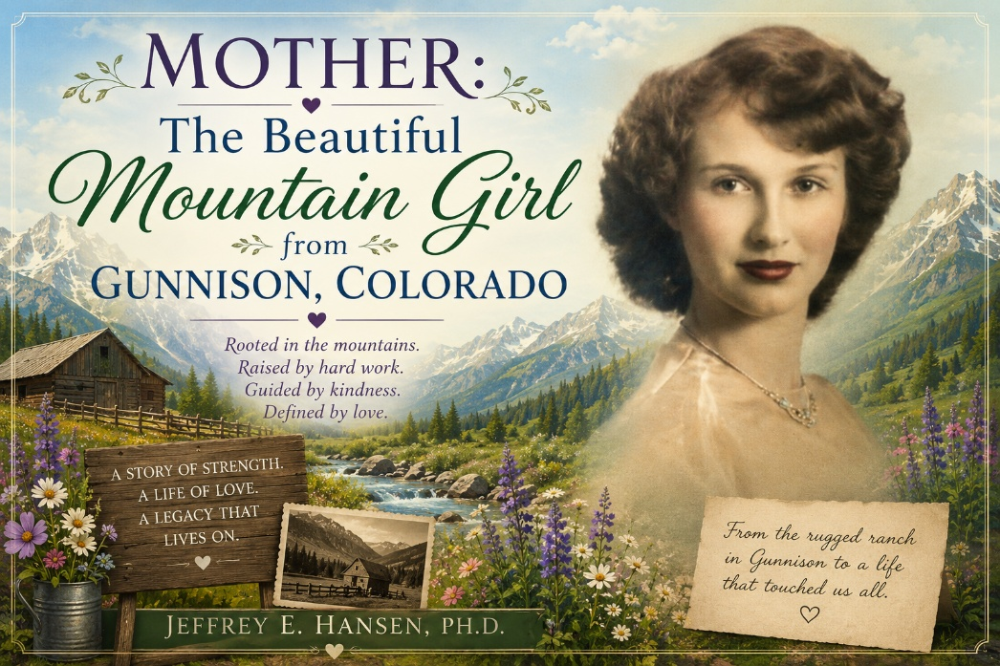 MOTHER:
The Beautiful
Mountain Girl
from
GUNNISON, COLORADO
Rooted in the mountains.
Raised by hard work.
Guided by kindness.
Defined by love.
A STORY OF STRENGTH.
A LIFE OF LOVE.
A LEGACY THAT
LIVES ON.
From the rugged ranch
in Gunnison to a life
that touched us all.
JEFFREY E. HANSEN, PH.D.